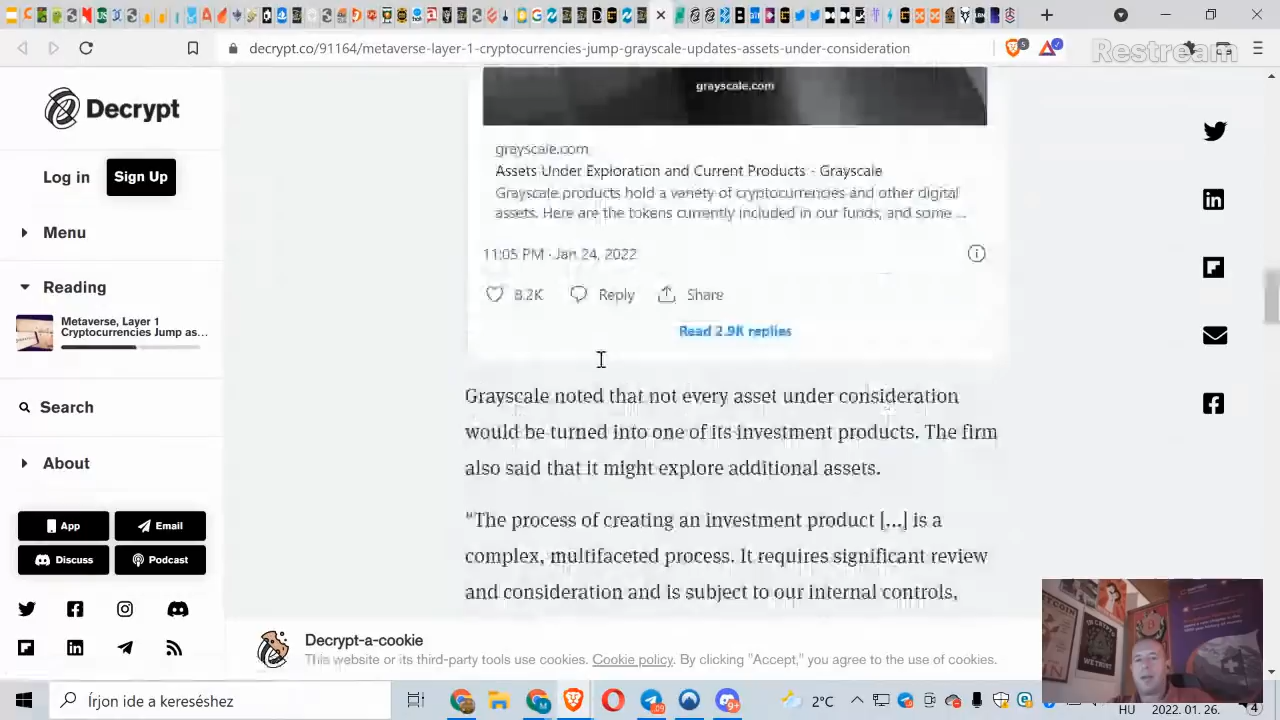 decrypt.co/91164/metaverse-layer-1-cryptocurrencies-jump-grayscale-updates-assets-under-consideration
Restream
Decrypt
Log in
Sign Up
Menu
Reading
Metaverse, Layer 1
Cryptocurrencies Jump as...
Search
About
App
Email
Discuss
Podcast
grayscale.com
grayscale.com
Assets Under Exploration and Current Products - Grayscale
Grayscale products hold a variety of cryptocurrencies and other digital
assets. Here are the tokens currently included in our funds, and some ...
11:05 PM · Jan 24, 2022
8.2K
Reply
Share
Read 2.9K replies
Grayscale noted that not every asset under consideration
would be turned into one of its investment products. The firm
also said that it might explore additional assets.
"The process of creating an investment product [...] is a
complex, multifaceted process. It requires significant review
and consideration and is subject to our internal controls,
Decrypt-a-cookie
This website or its third-party tools use cookies. Cookie policy. By clicking "Accept," you agree to the use of cookies.
IN CRYPTO
WE TRUST
Írjon ide a kereséshez
2°C
HU
2022. 01. 26.